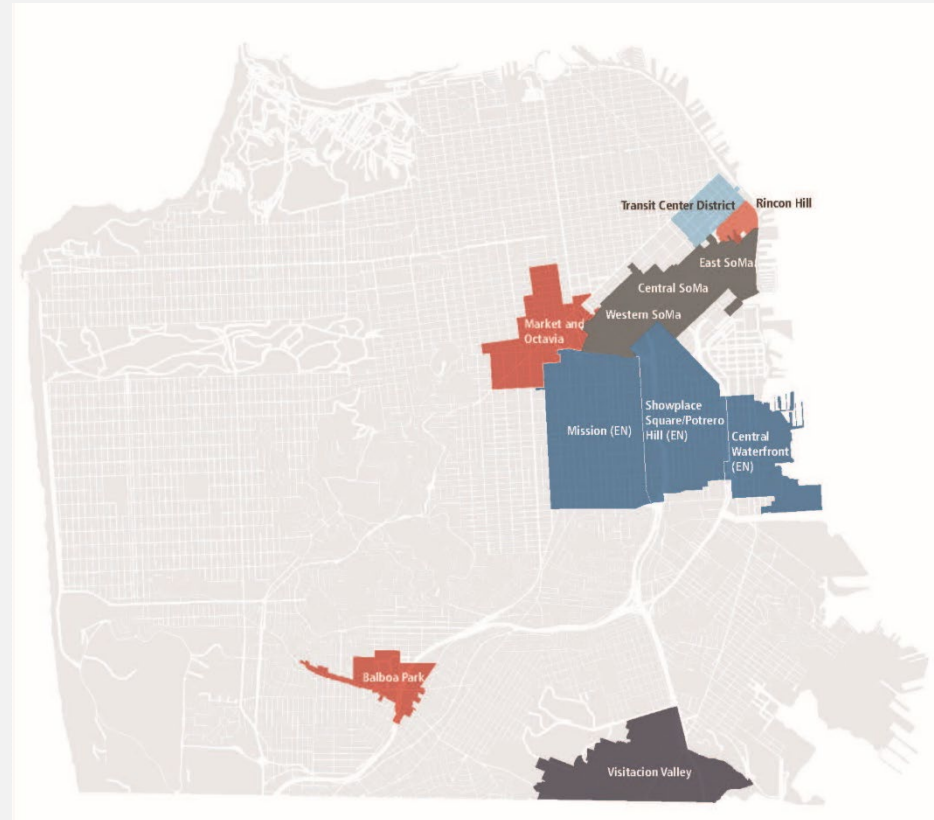 Transit Center District
Rincon Hill
East SoMa
Central SoMa
Western SoMa
Market and
Octavia
Mission (EN)
Showplace
Square/Potrero
Hill (EN)
Central
Waterfront
(EN)
Balboa Park
Visitacion Valley